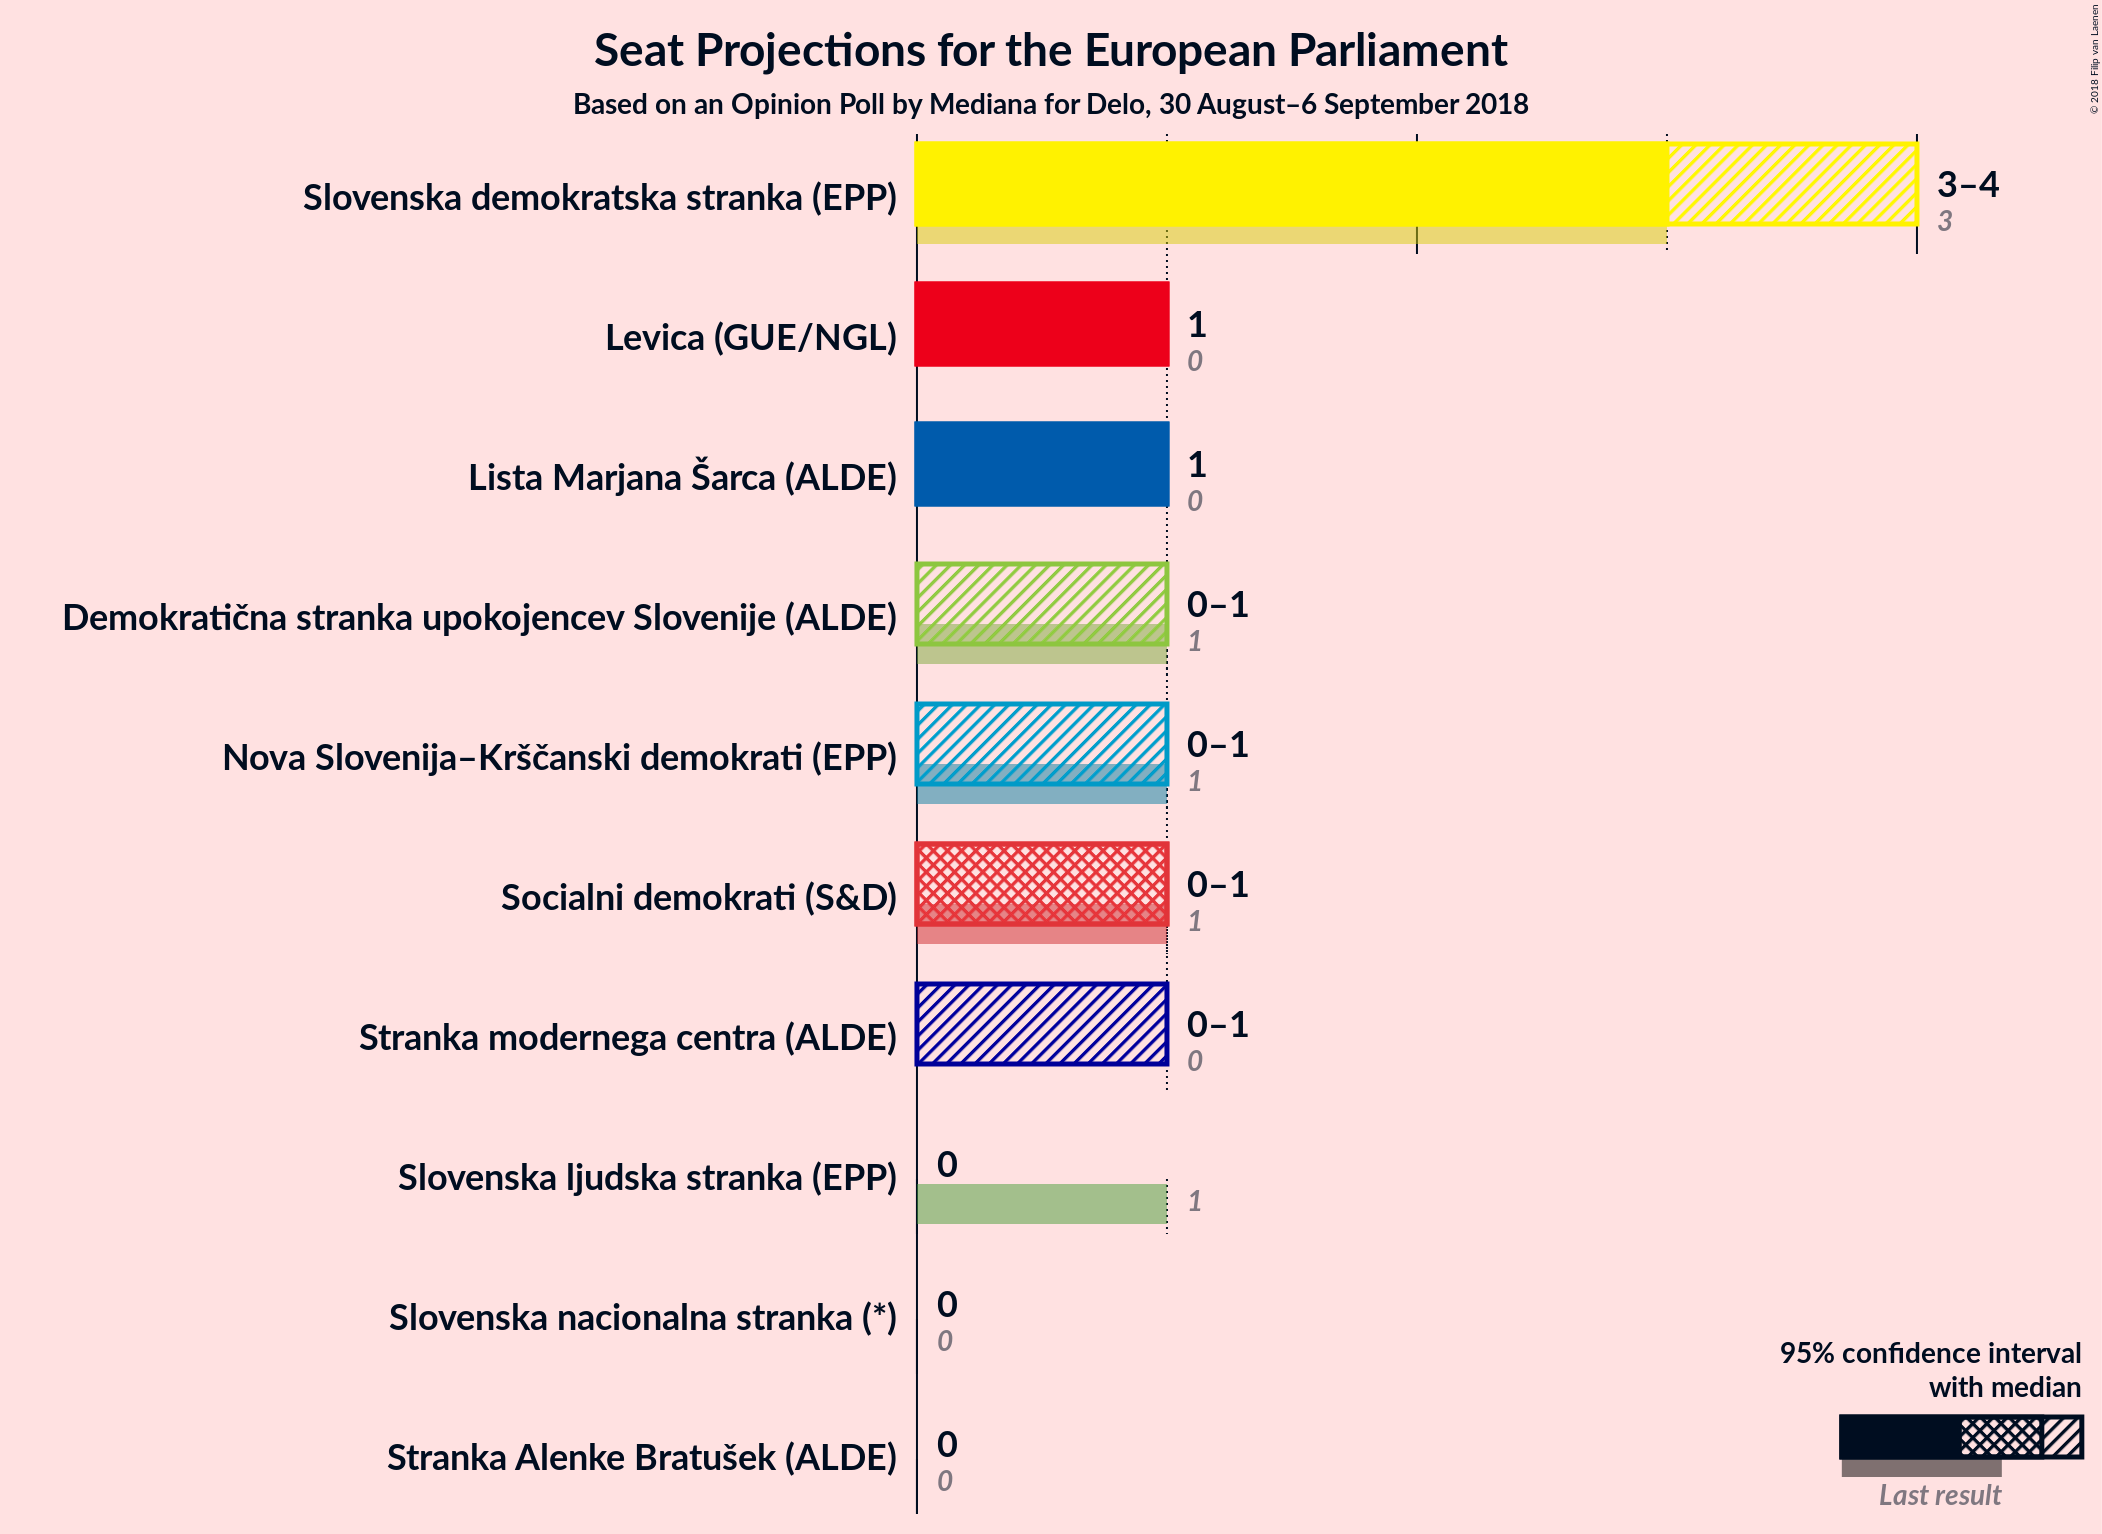 Seat Projections for the European Parliament
Based on an Opinion Poll by Mediana for Delo, 30 August–6 September 2018
© 2018 Filip van Laenen
Slovenska demokratska stranka (EPP)
3–4
3
Levica (GUE/NGL)
1
0
Lista Marjana Šarca (ALDE)
1
0
Demokratična stranka upokojencev Slovenije (ALDE)
0–1
1
Nova Slovenija–Krščanski demokrati (EPP)
0–1
1
Socialni demokrati (S&D)
0–1
1
Stranka modernega centra (ALDE)
0–1
0
Slovenska ljudska stranka (EPP)
0
1
Slovenska nacionalna stranka (*)
0
0
Stranka Alenke Bratušek (ALDE)
0
0
95% confidence interval
with median
Last result